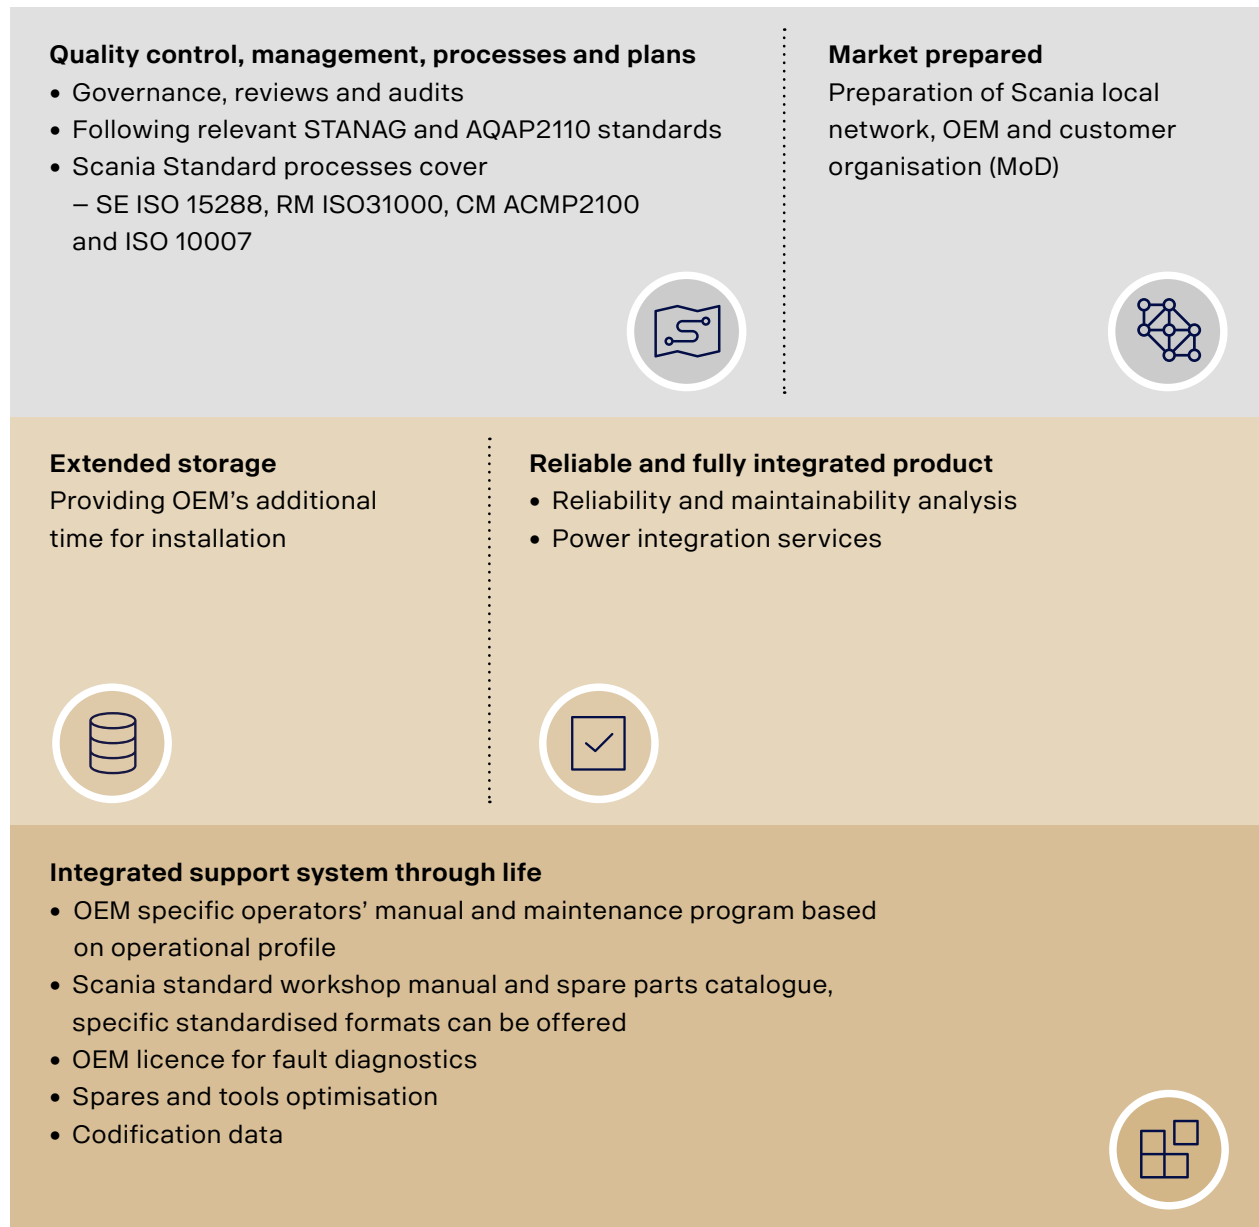 Quality control, management, processes and plans
• Governance, reviews and audits
• Following relevant STANAG and AQAP2110 standards
• Scania Standard processes cover
– SE ISO 15288, RM ISO31000, CM ACMP2100
and ISO 10007
Market prepared
Preparation of Scania local
network, OEM and customer
organisation (MoD)
Extended storage
Providing OEM’s additional
time for installation
Reliable and fully integrated product
• Reliability and maintainability analysis
• Power integration services
Integrated support system through life
• OEM specific operators’ manual and maintenance program based
on operational profile
• Scania standard workshop manual and spare parts catalogue,
specific standardised formats can be offered
• OEM licence for fault diagnostics
• Spares and tools optimisation
• Codification data